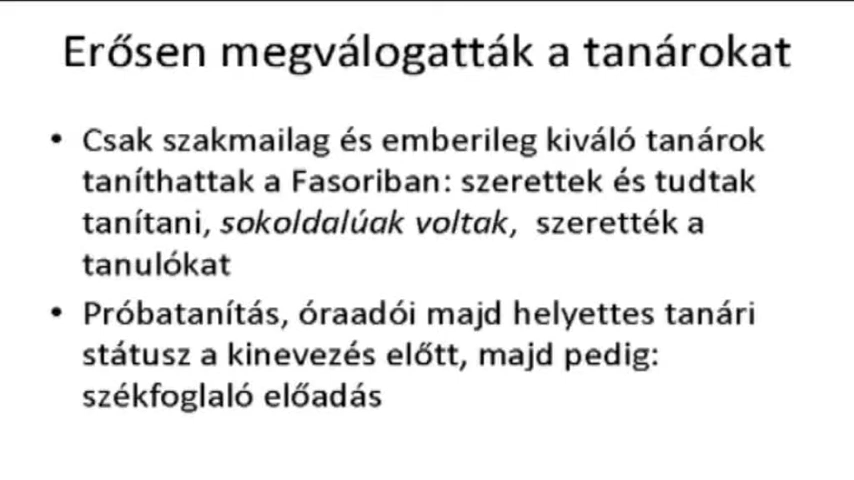 Erősen megválogatták a tanárokat
• Csak szakmailag és emberileg kiváló tanárok
taníthattak a Fasoriban: szerettek és tudtak
tanítani, sokoldalúak voltak, szerették a
tanulókat
• Próbatanítás, óraadói majd helyettes tanári
státusz a kinevezés előtt, majd pedig:
székfoglaló előadás